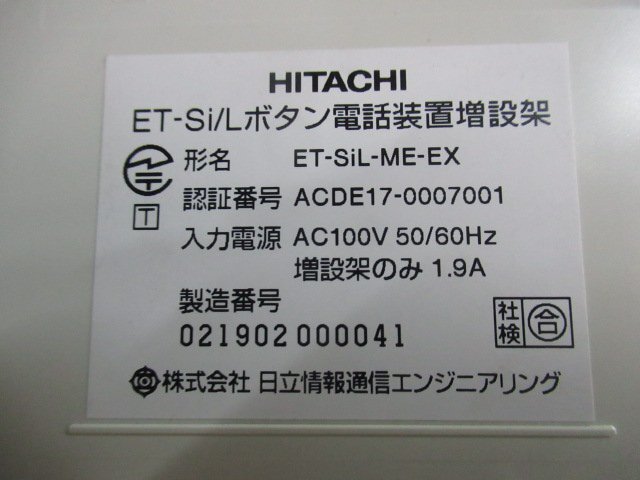 HITACHI
ET-Si/Lボタン電話装置増設架
形名 ET-SiL-ME-EX
認証番号 ACDE17-0007001
T
入力電源 AC100V 50/60Hz
増設架のみ 1.9A
製造番号
021902000041
社検 合
株式会社 日立情報通信エンジニアリング